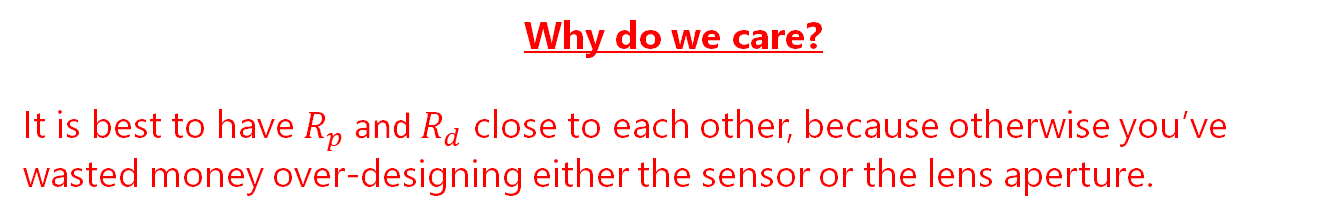 Why do we care?
It is best to have R_p and R_d close to each other, because otherwise you've
wasted money over-designing either the sensor or the lens aperture.